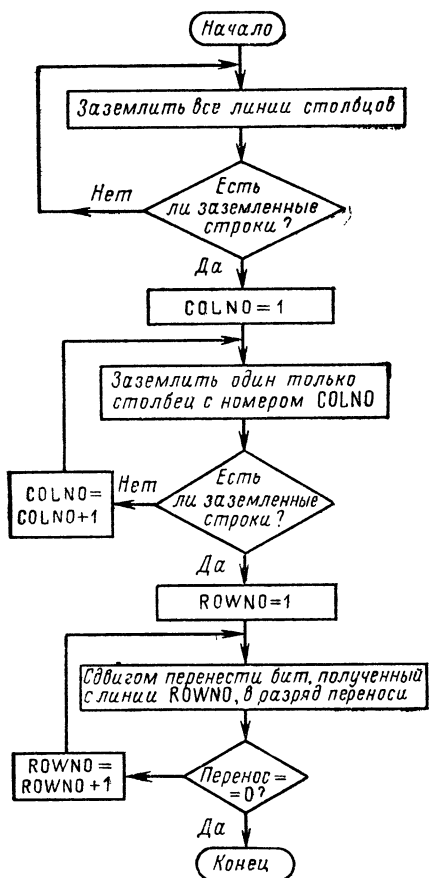 Начало
Заземлить все линии столбцов
Есть
ли заземленные
строки?
Нет
Да
COLNO = 1
Заземлить один только
столбец с номером COLNO
Есть
ли заземленные
строки?
Нет
COLNO=
COLNO+1
Да
ROWNO=1
Сдвигом перенести бит, полученный
с линии ROWNO, в разряд переноси
Перенос=
=0?
ROWNO=
ROWNO+1
Да
Конец